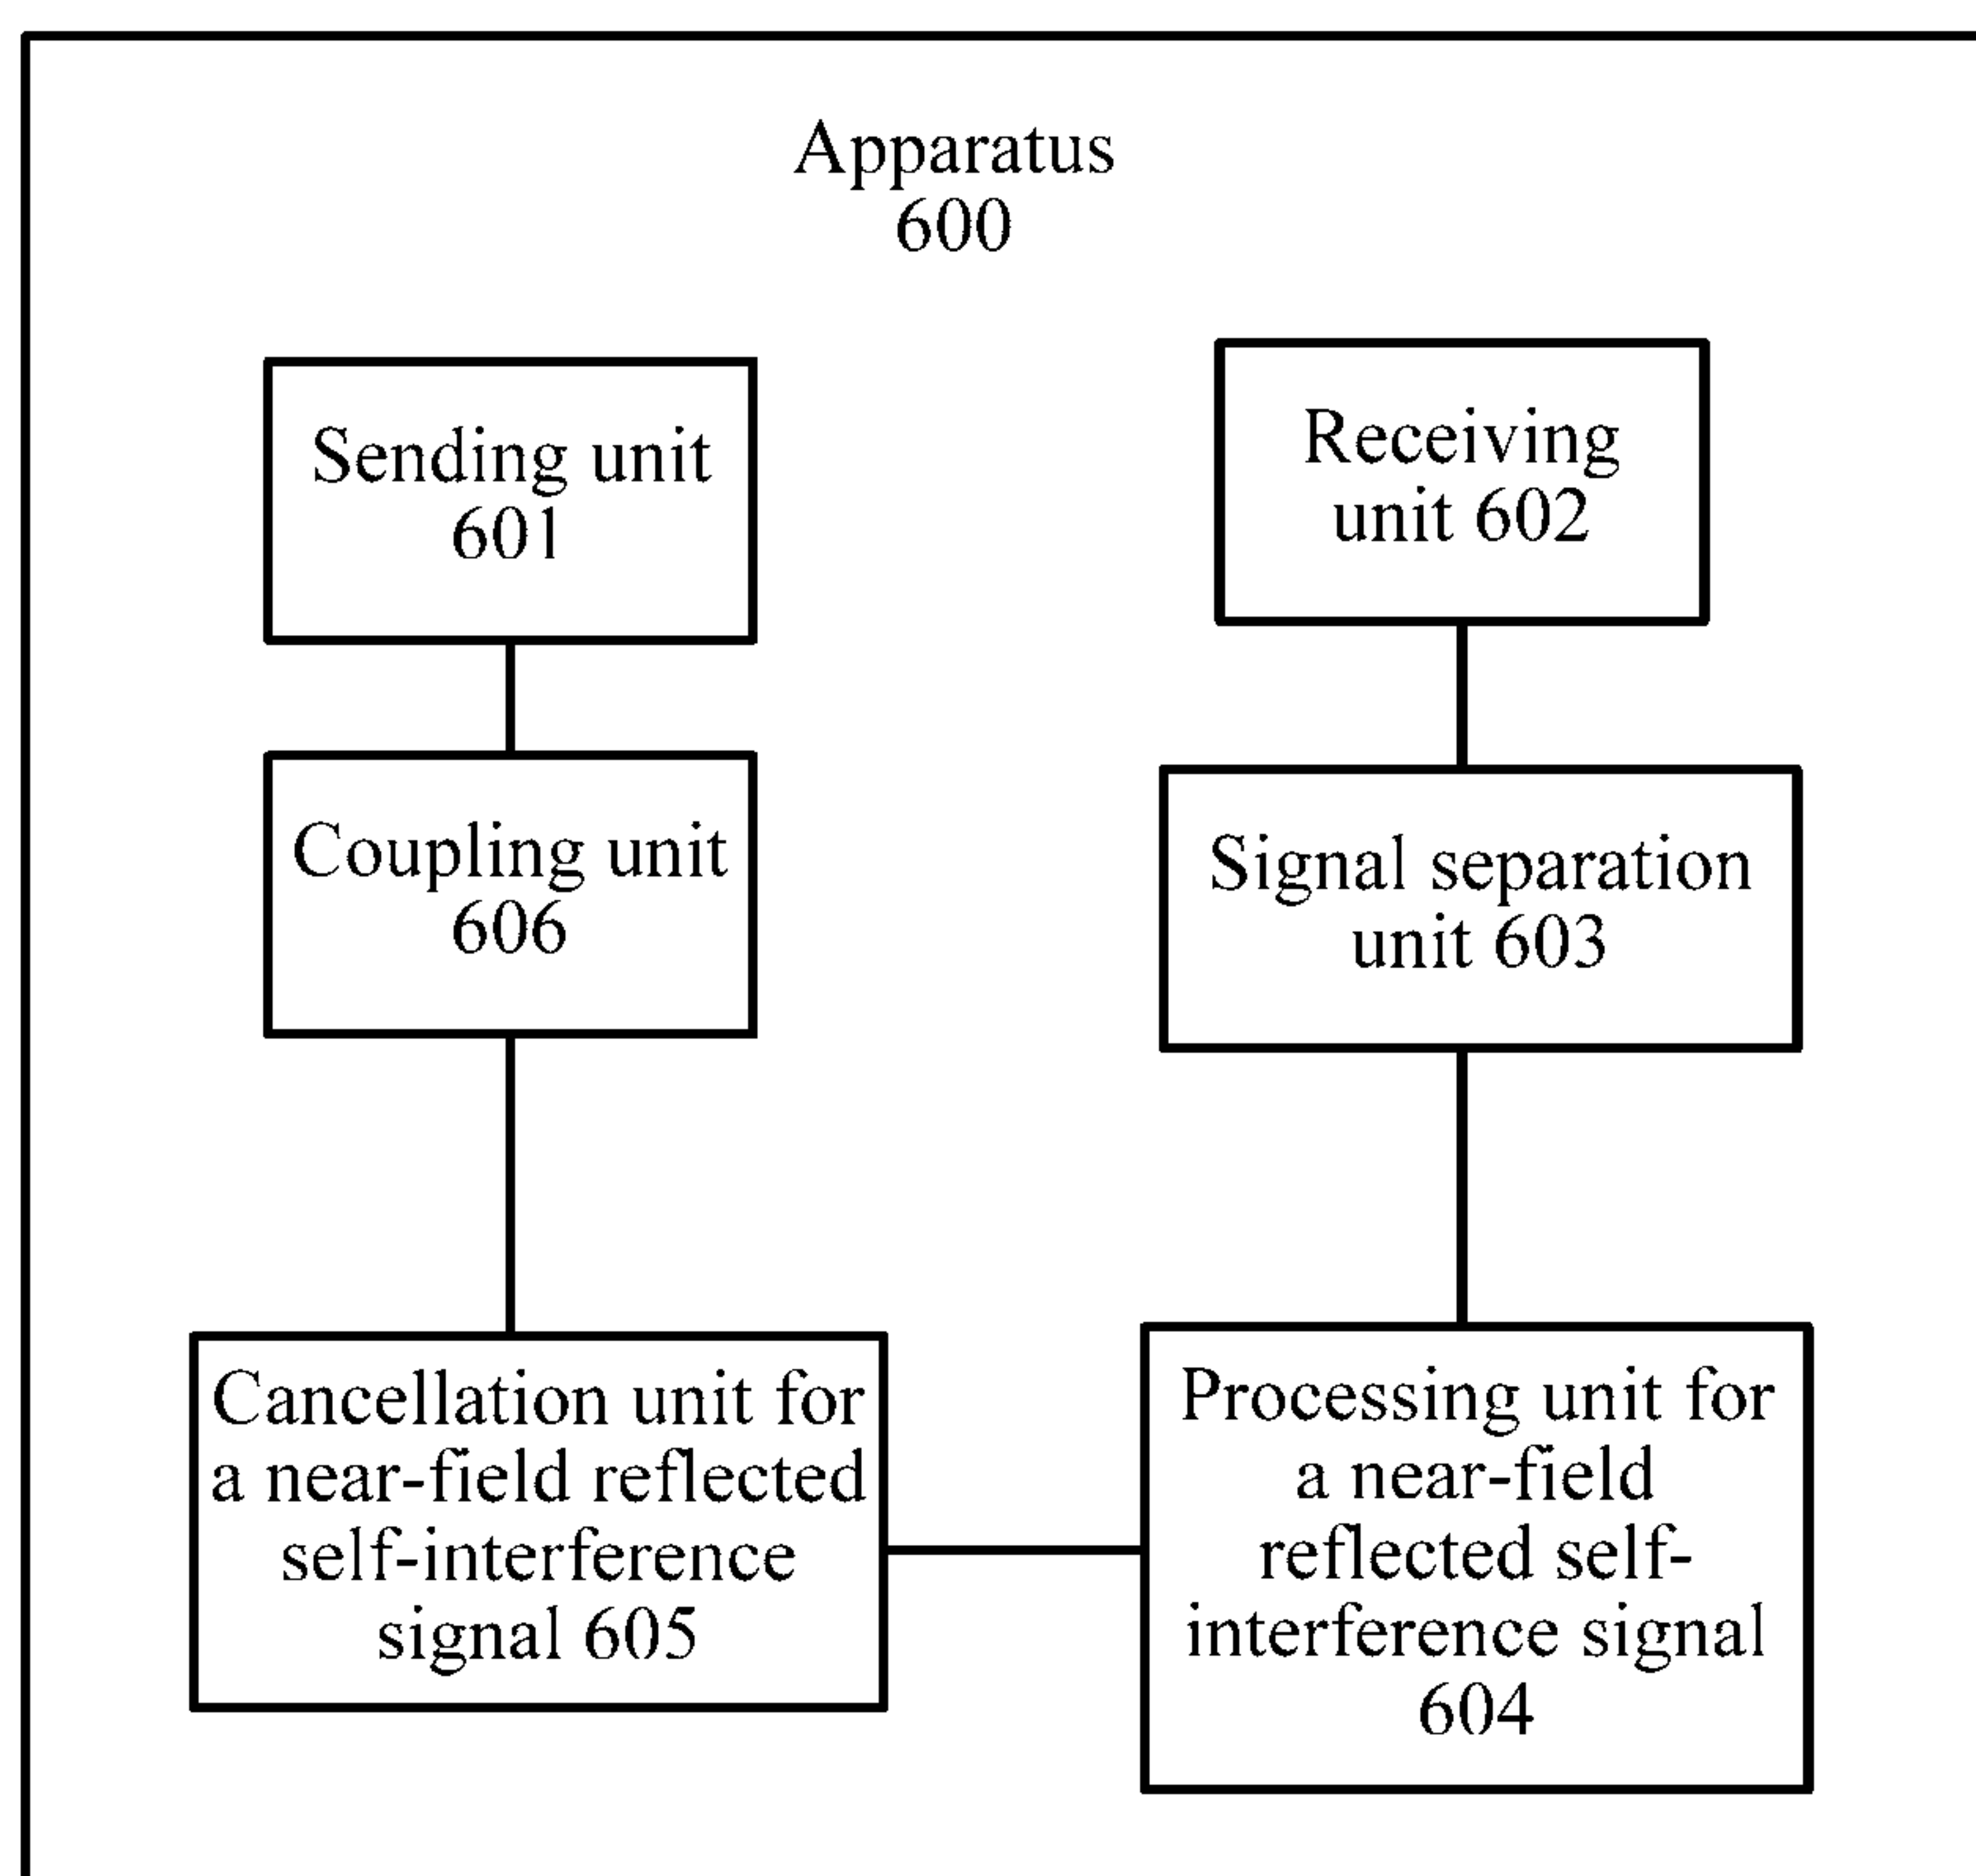 Apparatus
600
Sending unit
601
Receiving
unit 602
Coupling unit
606
Signal separation
unit 603
Cancellation unit for
a near-field reflected
self-interference
signal 605
Processing unit for
a near-field
reflected self-
interference signal
604